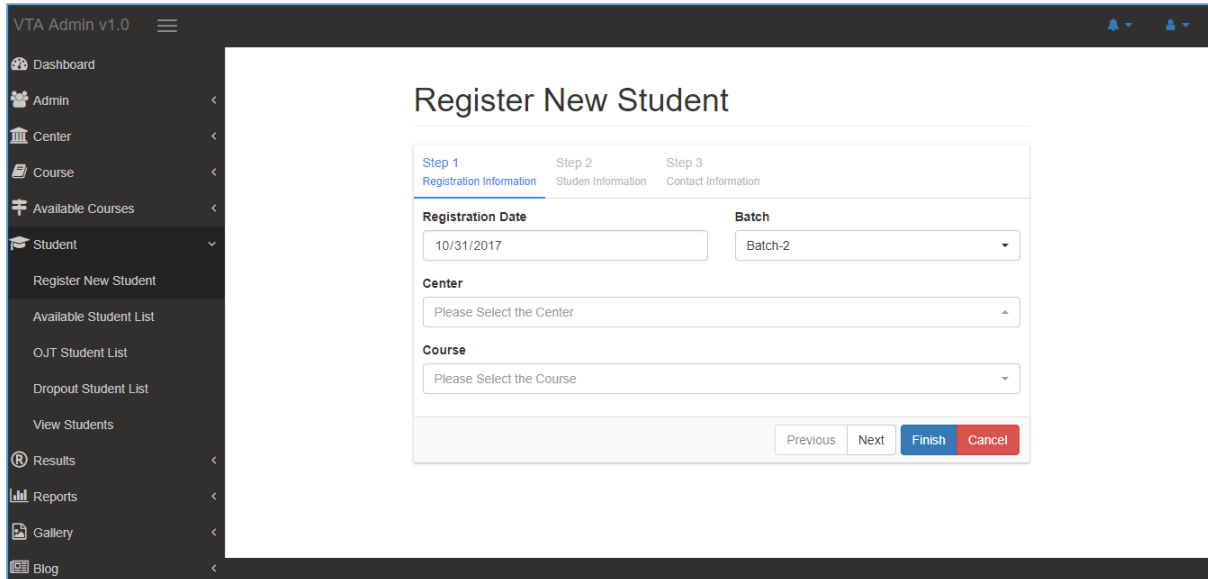 VTA Admin v1.0
Dashboard
Admin
Center
Course
Available Courses
Student
Register New Student
Available Student List
OJT Student List
Dropout Student List
View Students
Results
Reports
Gallery
Blog
Register New Student
Step 1 Step 2 Step 3
Registration Information Studen Information Contact Information
Registration Date Batch
10/31/2017 Batch-2
Center
Please Select the Center
Course
Please Select the Course
Previous Next Finish Cancel